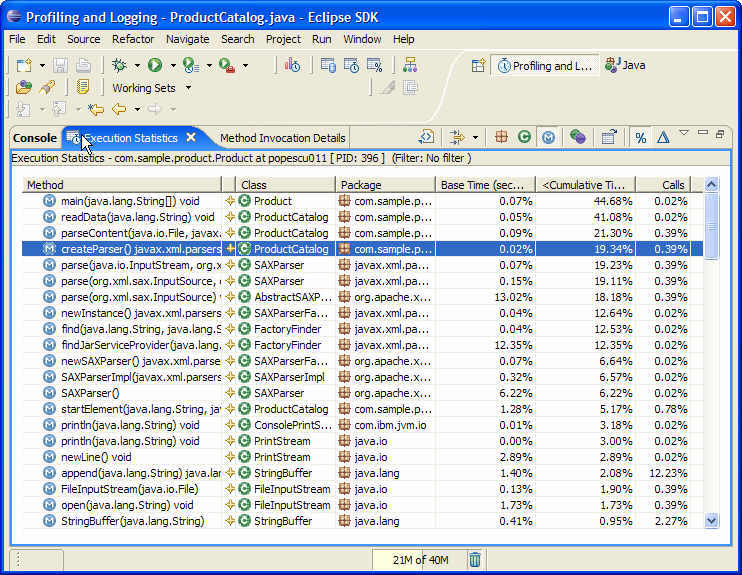 Profiling and Logging - ProductCatalog.java - Eclipse SDK
File Edit Source Refactor Navigate Search Project Run Window Help
Profiling and L... Java
Working Sets
Console Execution Statistics Method Invocation Details
Execution Statistics - com.sample.product.Product at popescu011 [ PID: 396 ] (Filter: No filter )
Method Class Package Base Time (sec... <Cumulative Ti... Calls
main(java.lang.String[]) void Product com.sample.p... 0.07% 44.68% 0.02%
readData(java.lang.String) void ProductCatalog com.sample.p... 0.05% 41.08% 0.02%
parseContent(java.io.File, javax. ProductCatalog com.sample.p... 0.09% 21.30% 0.39%
createParser() javax.xml.parsers ProductCatalog com.sample.p... 0.02% 19.34% 0.39%
parse(java.io.InputStream, org.x SAXParser javax.xml.pa... 0.07% 19.23% 0.39%
parse(org.xml.sax.InputSource, o SAXParser javax.xml.pa... 0.15% 19.11% 0.39%
parse(org.xml.sax.InputSource) v AbstractSAXP... org.apache.x... 13.02% 18.18% 0.39%
newInstance() javax.xml.parsers SAXParserFa... javax.xml.pa... 0.04% 12.64% 0.02%
find(java.lang.String, java.lang.S FactoryFinder javax.xml.pa... 0.04% 12.53% 0.02%
findJarServiceProvider(java.lang. FactoryFinder javax.xml.pa... 12.35% 12.35% 0.02%
newSAXParser() javax.xml.parse SAXParserFa... org.apache.x... 0.07% 6.64% 0.02%
SAXParserImpl(javax.xml.parsers SAXParserImpl org.apache.x... 0.32% 6.57% 0.02%
SAXParser() SAXParser org.apache.x... 6.22% 6.22% 0.02%
startElement(java.lang.String, jav ProductCatalog com.sample.p... 1.28% 5.17% 0.78%
println(java.lang.String) void ConsolePrintS... com.ibm.jvm.io 0.01% 3.18% 0.02%
println(java.lang.String) void PrintStream java.io 0.00% 3.00% 0.02%
newLine() void PrintStream java.io 2.89% 2.89% 0.02%
append(java.lang.String) java.lan StringBuffer java.lang 1.40% 2.08% 12.23%
FileInputStream(java.io.File) FileInputStream java.io 0.13% 1.90% 0.39%
open(java.lang.String) void FileInputStream java.io 1.73% 1.73% 0.39%
StringBuffer(java.lang.String) StringBuffer java.lang 0.41% 0.95% 2.27%
21M of 40M